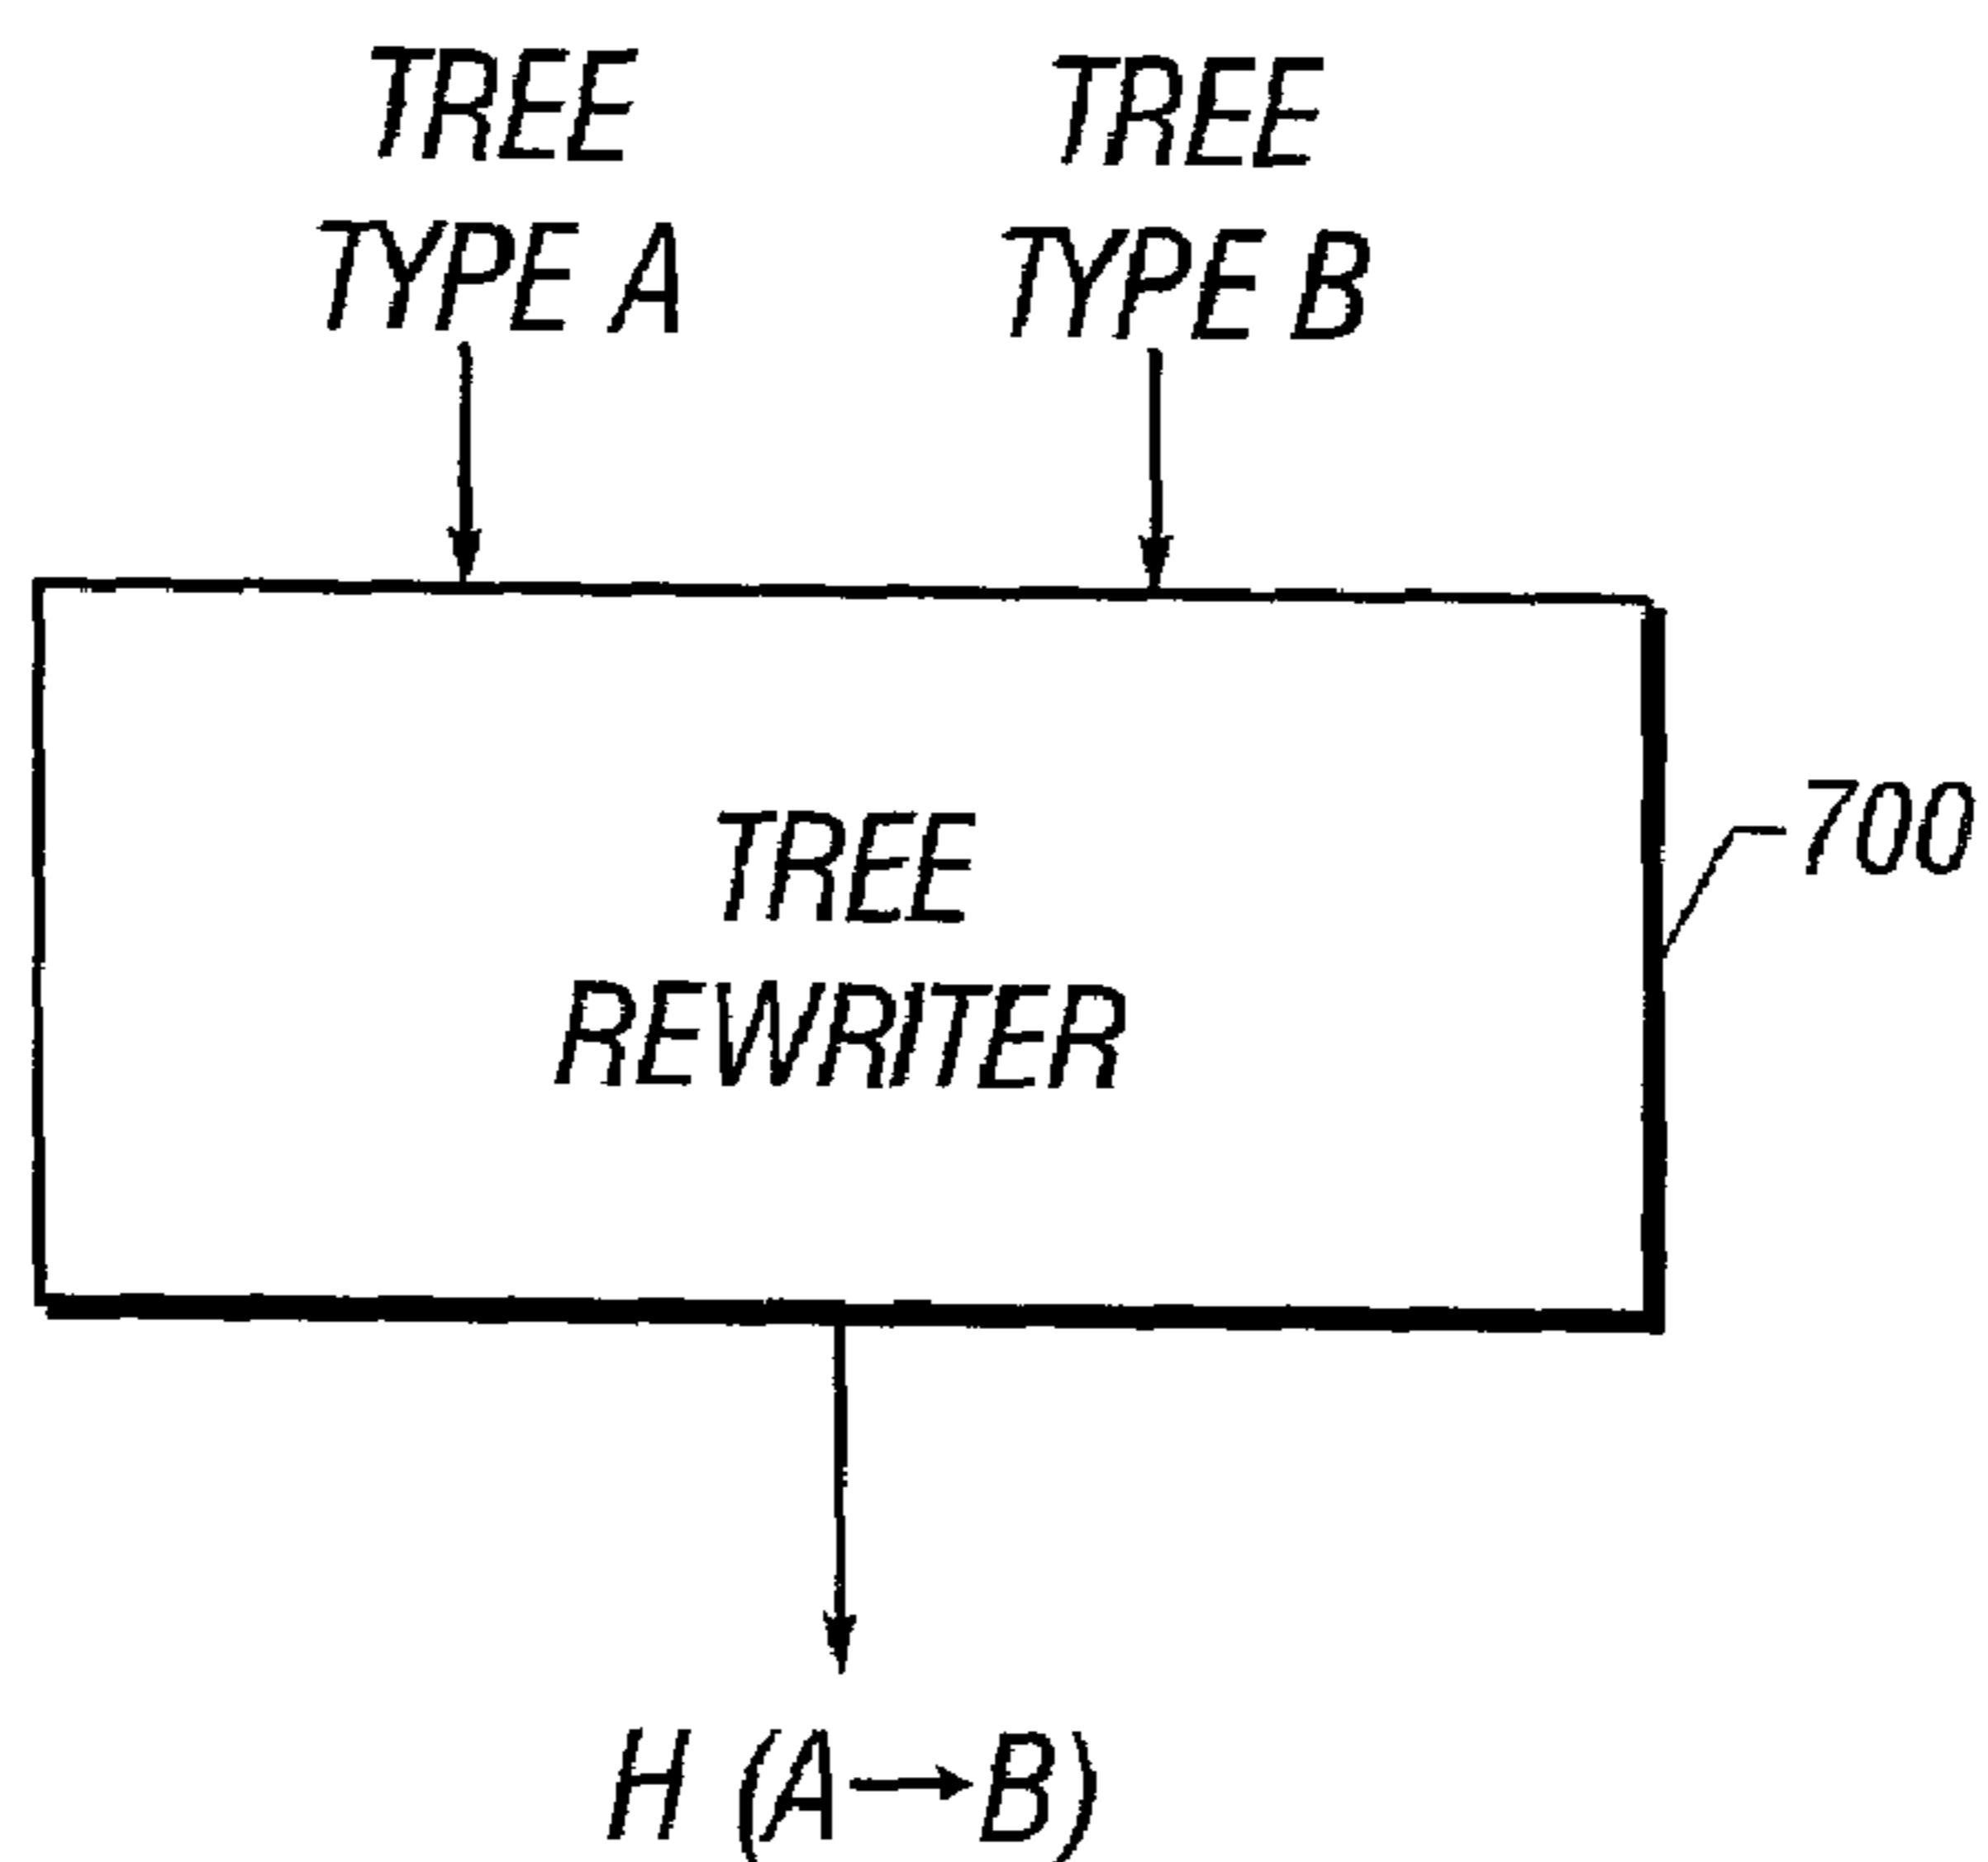 TREE
TYPE A
TREE
TYPE B
TREE
REWRITER
700
H (A→B)